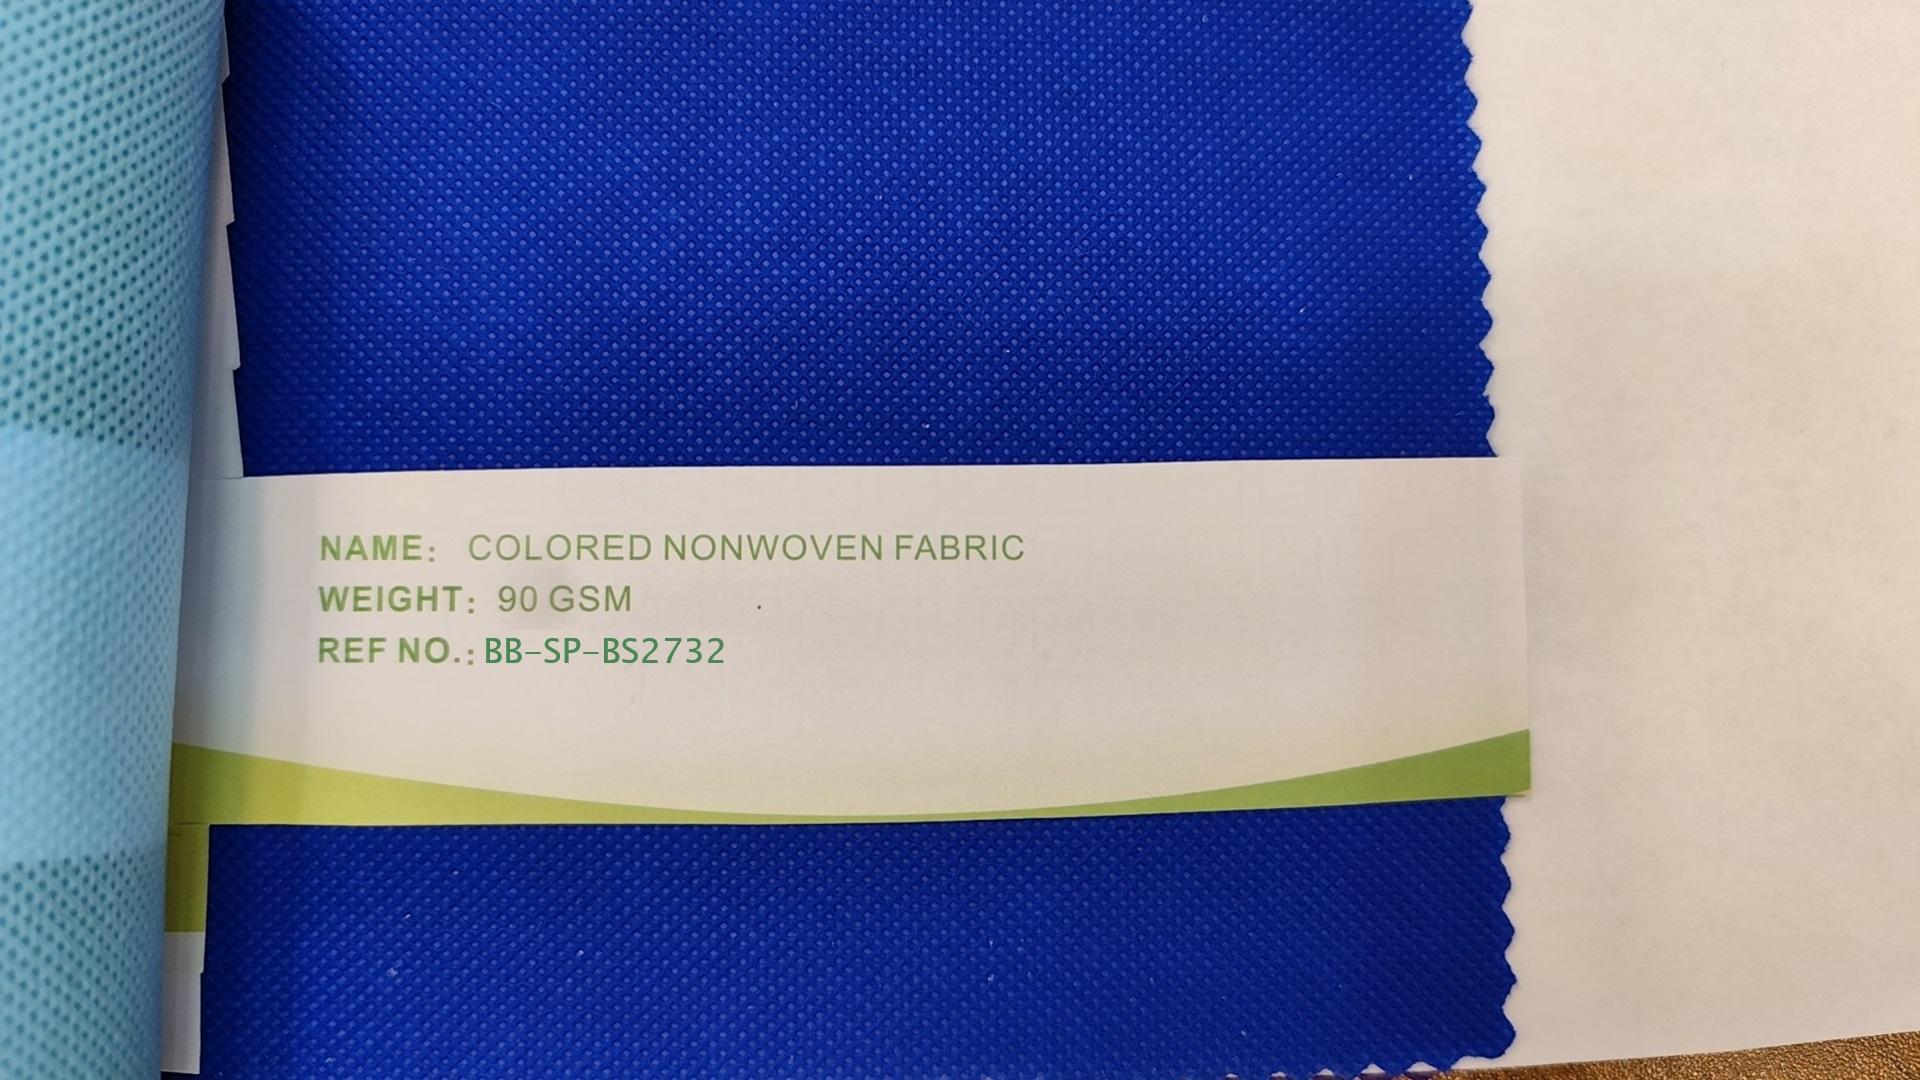 NAME: COLORED NONWOVEN FABRIC
WEIGHT: 90 GSM
REF NO.: BB-SP-BS2732